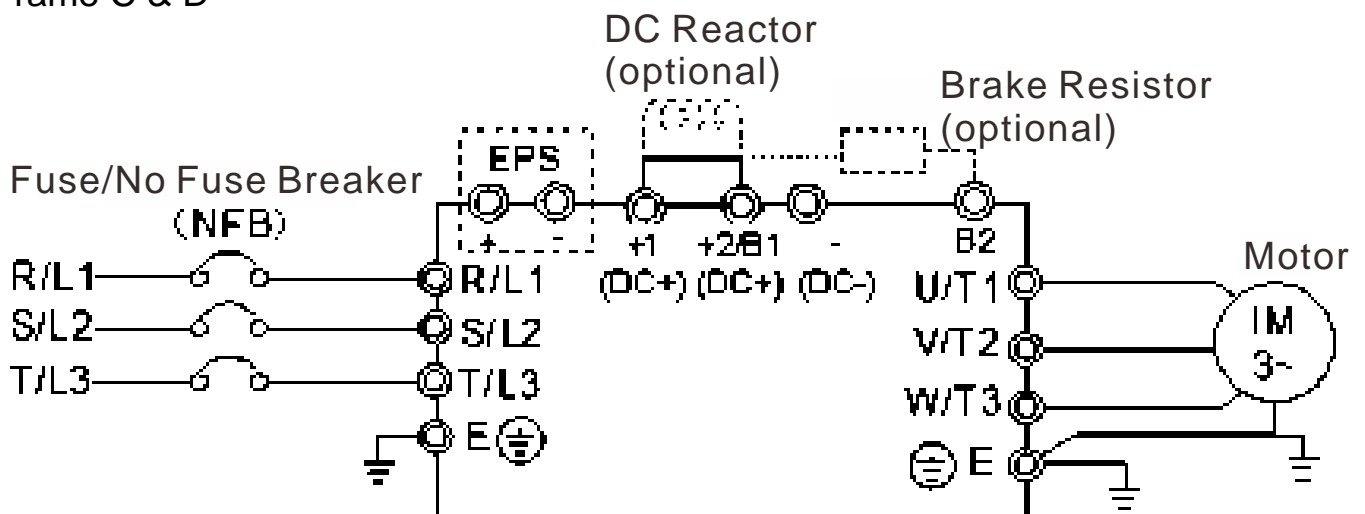 rame C & D
DC Reactor
(optional)
Brake Resistor
(optional)
EPS
Fuse/No Fuse Breaker
(NFB)
+ -
+1 +2/B1 - B2
(DC+) (DC+) (DC-)
Motor
R/L1 R/L1 U/T1
S/L2 S/L2 V/T2
IM
3~
T/L3 T/L3 W/T3
E E